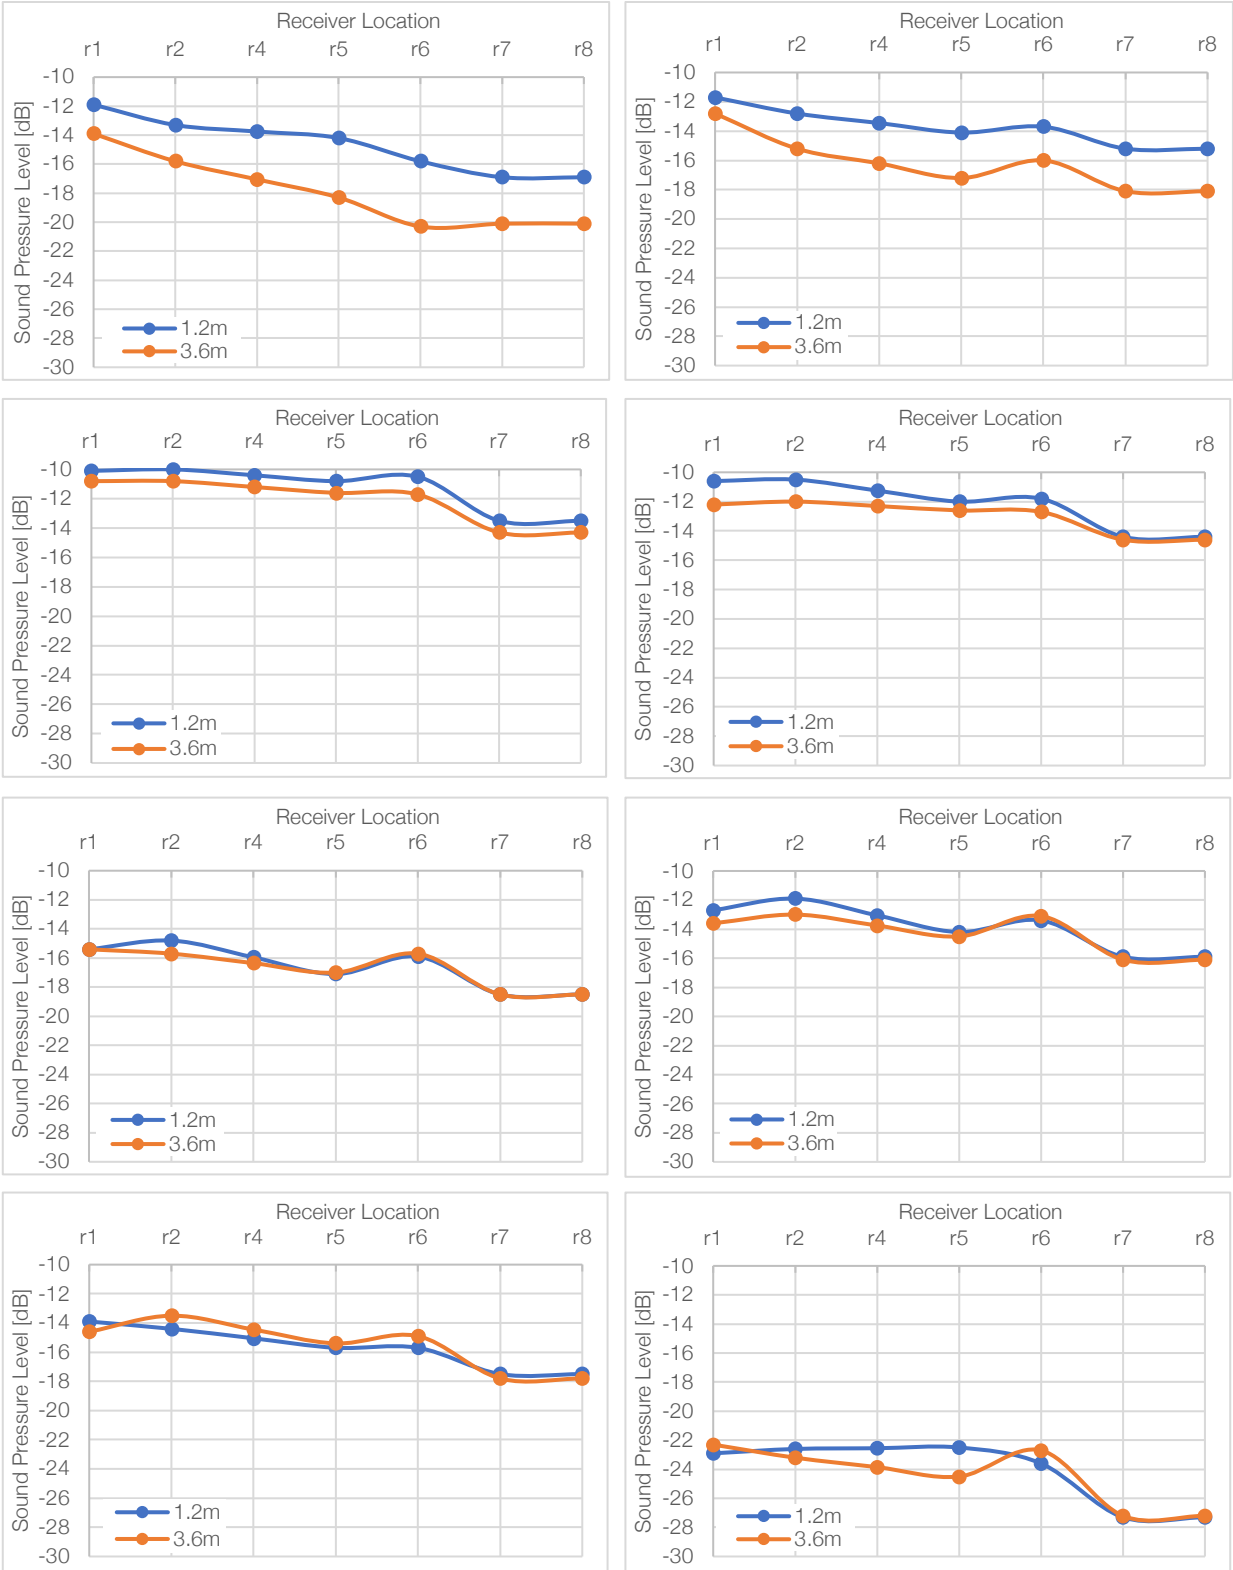 Receiver Location
r1 r2 r4 r5 r6 r7 r8
Sound Pressure Level [dB]
-10
-12
-14
-16
-18
-20
-22
-24
-26
-28
-30
1.2m
3.6m
Receiver Location
r1 r2 r4 r5 r6 r7 r8
Sound Pressure Level [dB]
-10
-12
-14
-16
-18
-20
-22
-24
-26
-28
-30
1.2m
3.6m
Receiver Location
r1 r2 r4 r5 r6 r7 r8
Sound Pressure Level [dB]
-10
-12
-14
-16
-18
-20
-22
-24
-26
-28
-30
1.2m
3.6m
Receiver Location
r1 r2 r4 r5 r6 r7 r8
Sound Pressure Level [dB]
-10
-12
-14
-16
-18
-20
-22
-24
-26
-28
-30
1.2m
3.6m
Receiver Location
r1 r2 r4 r5 r6 r7 r8
Sound Pressure Level [dB]
-10
-12
-14
-16
-18
-20
-22
-24
-26
-28
-30
1.2m
3.6m
Receiver Location
r1 r2 r4 r5 r6 r7 r8
Sound Pressure Level [dB]
-10
-12
-14
-16
-18
-20
-22
-24
-26
-28
-30
1.2m
3.6m
Receiver Location
r1 r2 r4 r5 r6 r7 r8
Sound Pressure Level [dB]
-10
-12
-14
-16
-18
-20
-22
-24
-26
-28
-30
1.2m
3.6m
Receiver Location
r1 r2 r4 r5 r6 r7 r8
Sound Pressure Level [dB]
-10
-12
-14
-16
-18
-20
-22
-24
-26
-28
-30
1.2m
3.6m